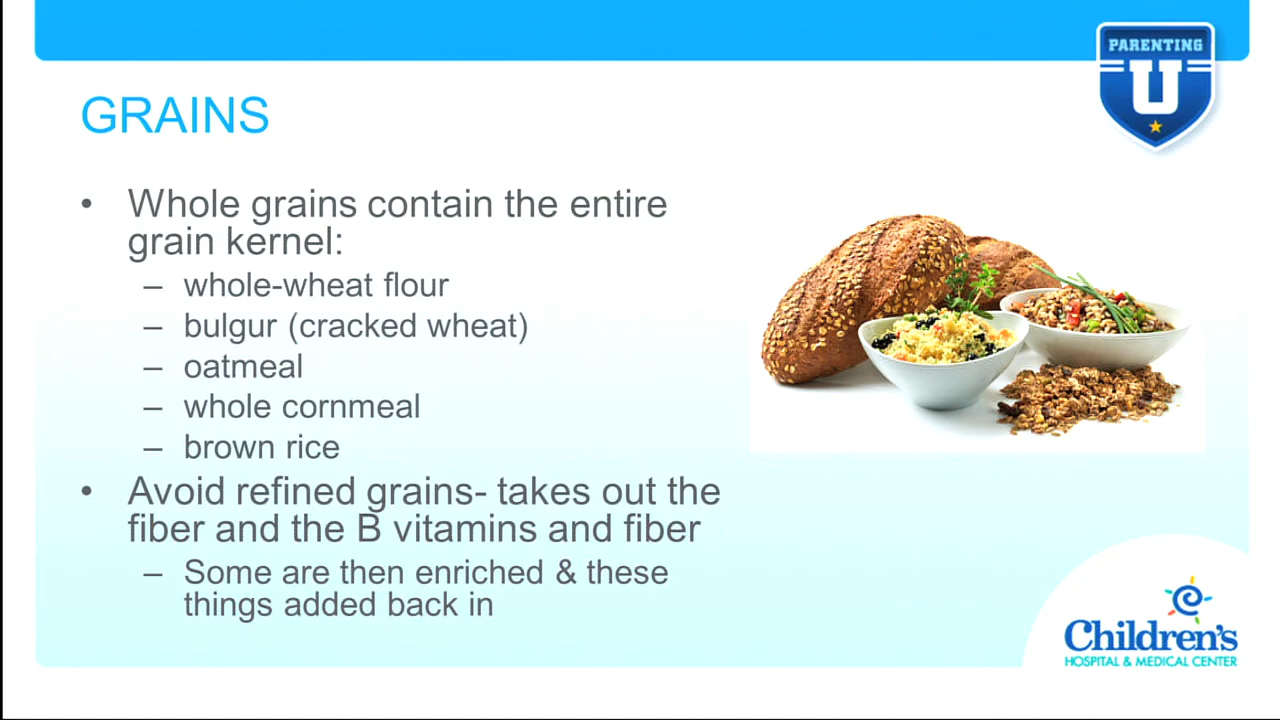 PARENTING
U
GRAINS
• Whole grains contain the entire
grain kernel:
– whole-wheat flour
– bulgur (cracked wheat)
– oatmeal
– whole cornmeal
– brown rice
• Avoid refined grains- takes out the
fiber and the B vitamins and fiber
– Some are then enriched & these
things added back in
Children's
HOSPITAL & MEDICAL CENTER